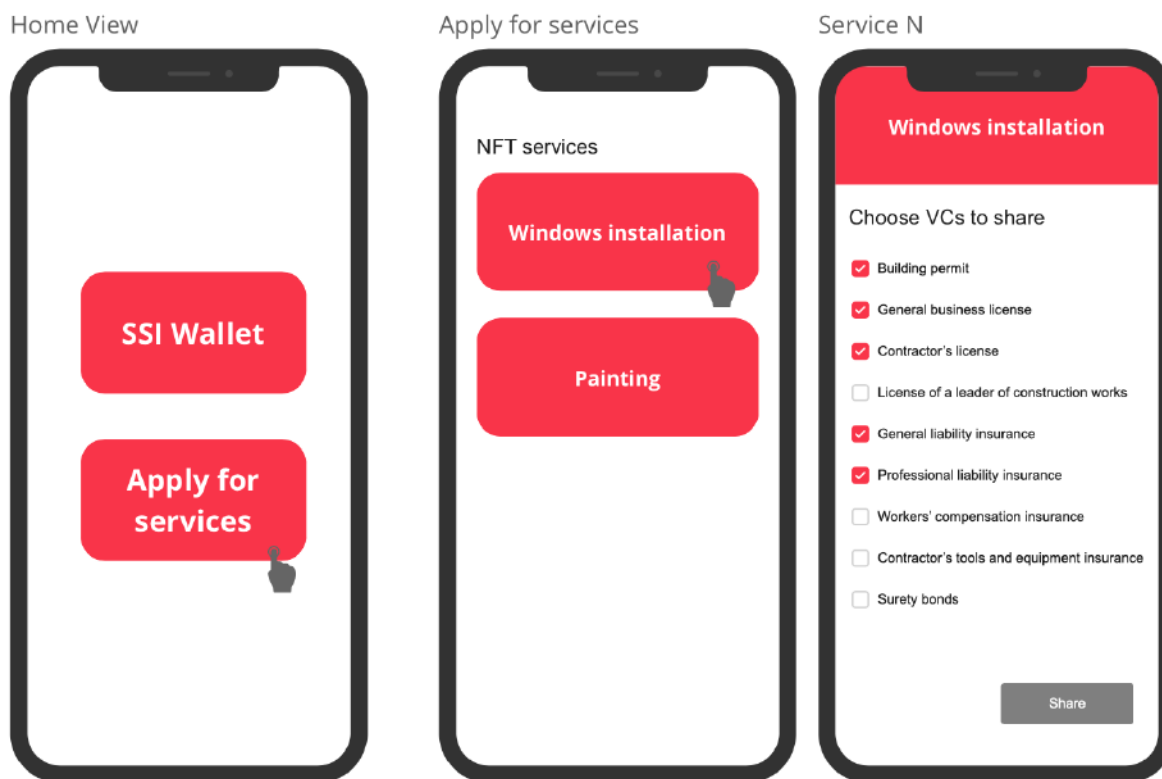 Home View
SSI Wallet
Apply for
services
Apply for services
NFT services
Windows installation
Painting
Service N
Windows installation
Choose VCs to share
Building permit
General business license
Contractor's license
License of a leader of construction works
General liability insurance
Professional liability insurance
Workers' compensation insurance
Contractor's tools and equipment insurance
Surety bonds
Share